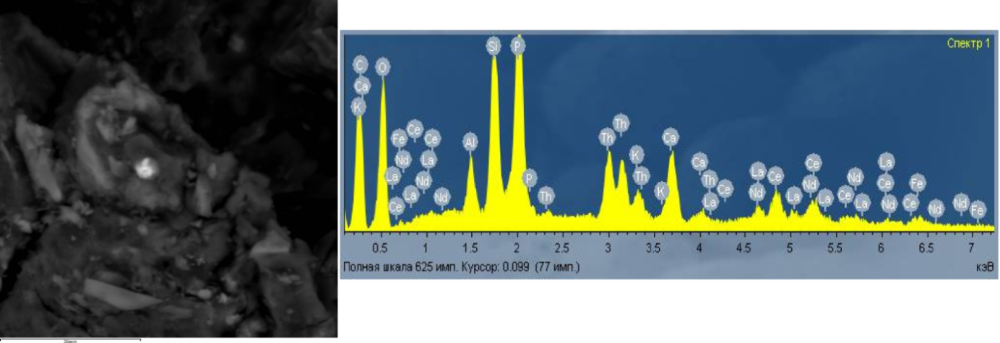 Спектр 1
Si P
C
O
Ca
K
Th
Th
Al
Ca
Fe Ce Ce
K
Nd La
Ca
La Ce
Th Ce
La Nd
Th
K
La Ce
Nd
Ce
Nd
La
Nd
Ce
La
La
Ce
Nd
Fe
Ce
Nd
Nd
Fe
P
Th
La
Nd
Ce
La
0.5 1 1.5 2 2.5 3 3.5 4 4.5 5 5.5 6 6.5 7
Полная шкала 625 имп. Курсор: 0.099 (77 имп.)
кэВ